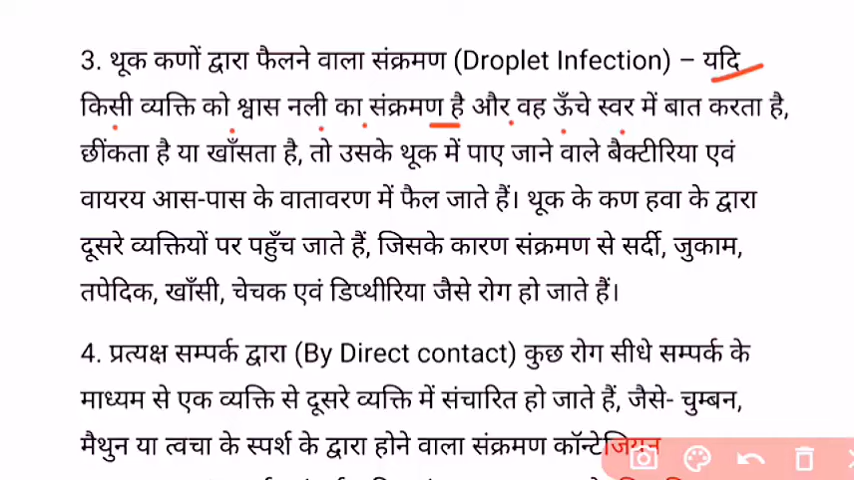 3. थूक कणों द्वारा फैलने वाला संक्रमण (Droplet Infection) – यदि
किसी व्यक्ति को श्वास नली का संक्रमण है और वह ऊँचे स्वर में बात करता है,
छींकता है या खाँसता है, तो उसके थूक में पाए जाने वाले बैक्टीरिया एवं
वायरय आस-पास के वातावरण में फैल जाते हैं। थूक के कण हवा के द्वारा
दूसरे व्यक्तियों पर पहुँच जाते हैं, जिसके कारण संक्रमण से सर्दी, जुकाम,
तपेदिक, खाँसी, चेचक एवं डिप्थीरिया जैसे रोग हो जाते हैं।
4. प्रत्यक्ष सम्पर्क द्वारा (By Direct contact) कुछ रोग सीधे सम्पर्क के
माध्यम से एक व्यक्ति से दूसरे व्यक्ति में संचारित हो जाते हैं, जैसे- चुम्बन,
मैथुन या त्वचा के स्पर्श के द्वारा होने वाला संक्रमण कॉन्टेजियन